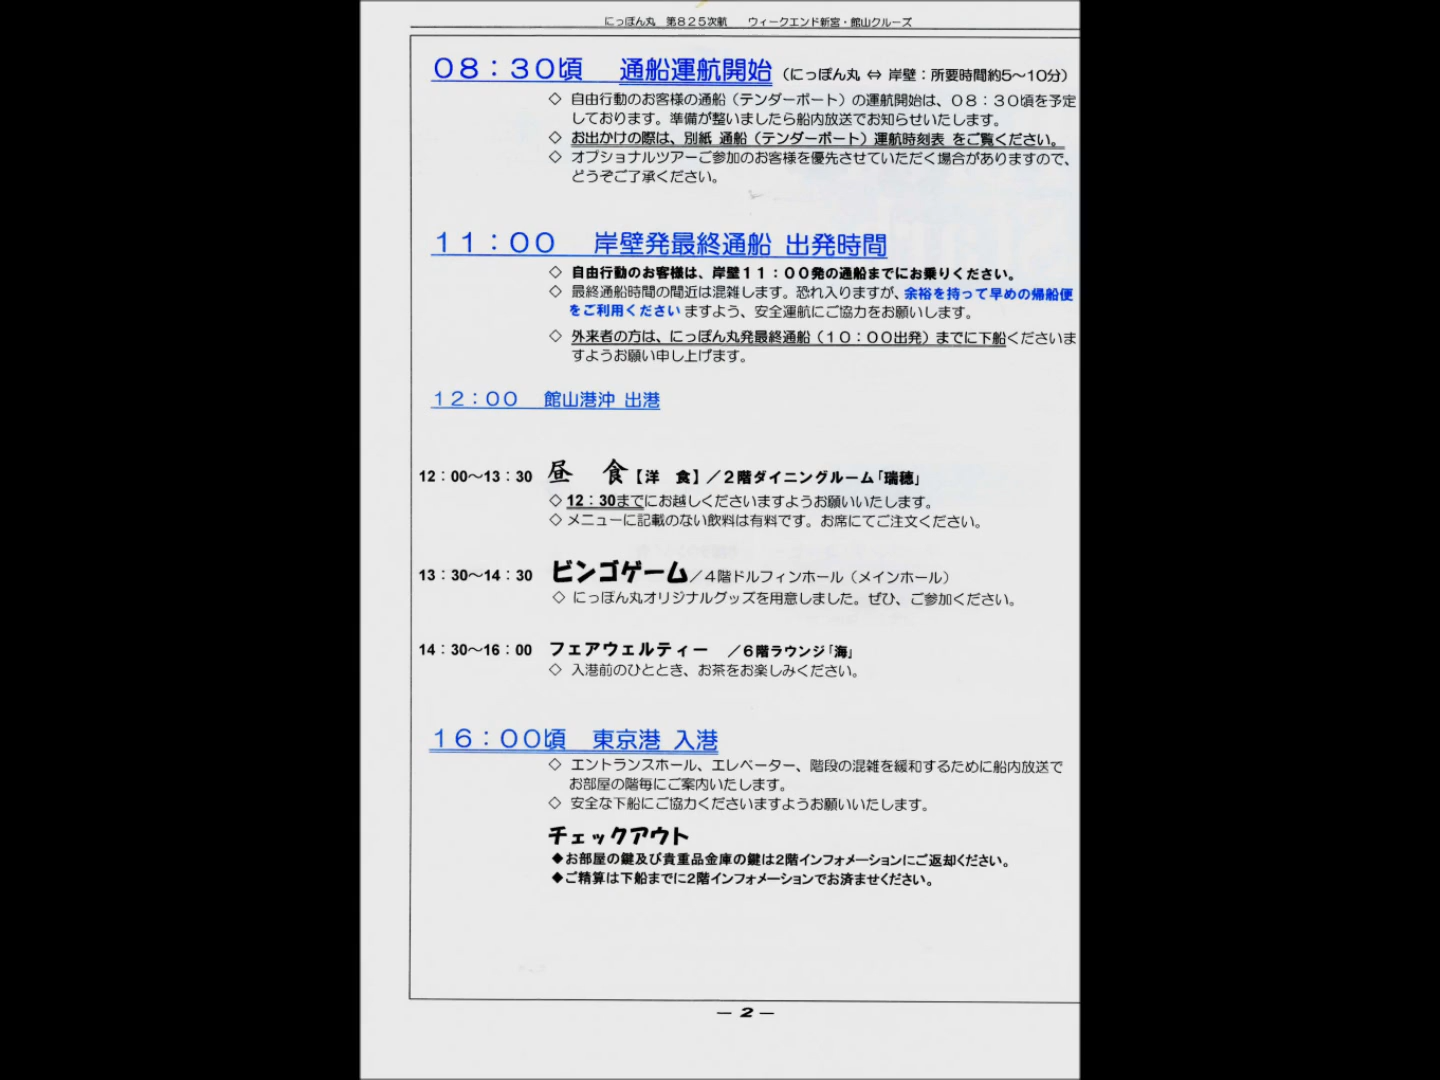 にっぽん丸　第８２５次航　　ウィークエンド新宮・館山クルーズ
０８：３０頃　通船運航開始（にっぽん丸 ⇔ 岸壁：所要時間約5～10分）
◇ 自由行動のお客様の通船（テンダーボート）の運航開始は、０８：３０頃を予定
しております。準備が整いましたら船内放送でお知らせいたします。
◇ お出かけの際は、別紙 通船（テンダーボート）運航時刻表 をご覧ください。
◇ オプショナルツアーご参加のお客様を優先させていただく場合がありますので、
どうぞご了承ください。
１１：００　岸壁発最終通船 出発時間
◇ 自由行動のお客様は、岸壁１１：００発の通船までにお乗りください。
◇ 最終通船時間の間近は混雑します。恐れ入りますが、余裕を持って早めの帰船便
をご利用ください ますよう、安全運航にご協力をお願いします。
◇ 外来者の方は、にっぽん丸発最終通船（１０：００出発）までに下船くださいま
すようお願い申し上げます。
１２：００　館山港沖 出港
12：00～13：30　昼　食【洋　食】／２階ダイニングルーム「瑞穂」
◇ 12：30までにお越しくださいますようお願いいたします。
◇ メニューに記載のない飲料は有料です。お席にてご注文ください。
13：30～14：30　ビンゴゲーム／４階ドルフィンホール（メインホール）
◇ にっぽん丸オリジナルグッズを用意しました。ぜひ、ご参加ください。
14：30～16：00　フェアウェルティー　／６階ラウンジ「海」
◇ 入港前のひととき、お茶をお楽しみください。
１６：００頃　東京港 入港
◇ エントランスホール、エレベーター、階段の混雑を緩和するために船内放送で
お部屋の階毎にご案内いたします。
◇ 安全な下船にご協力くださいますようお願いいたします。
チェックアウト
◆お部屋の鍵及び貴重品金庫の鍵は2階インフォメーションにご返却ください。
◆ご精算は下船までに2階インフォメーションでお済ませください。
― 2 ―